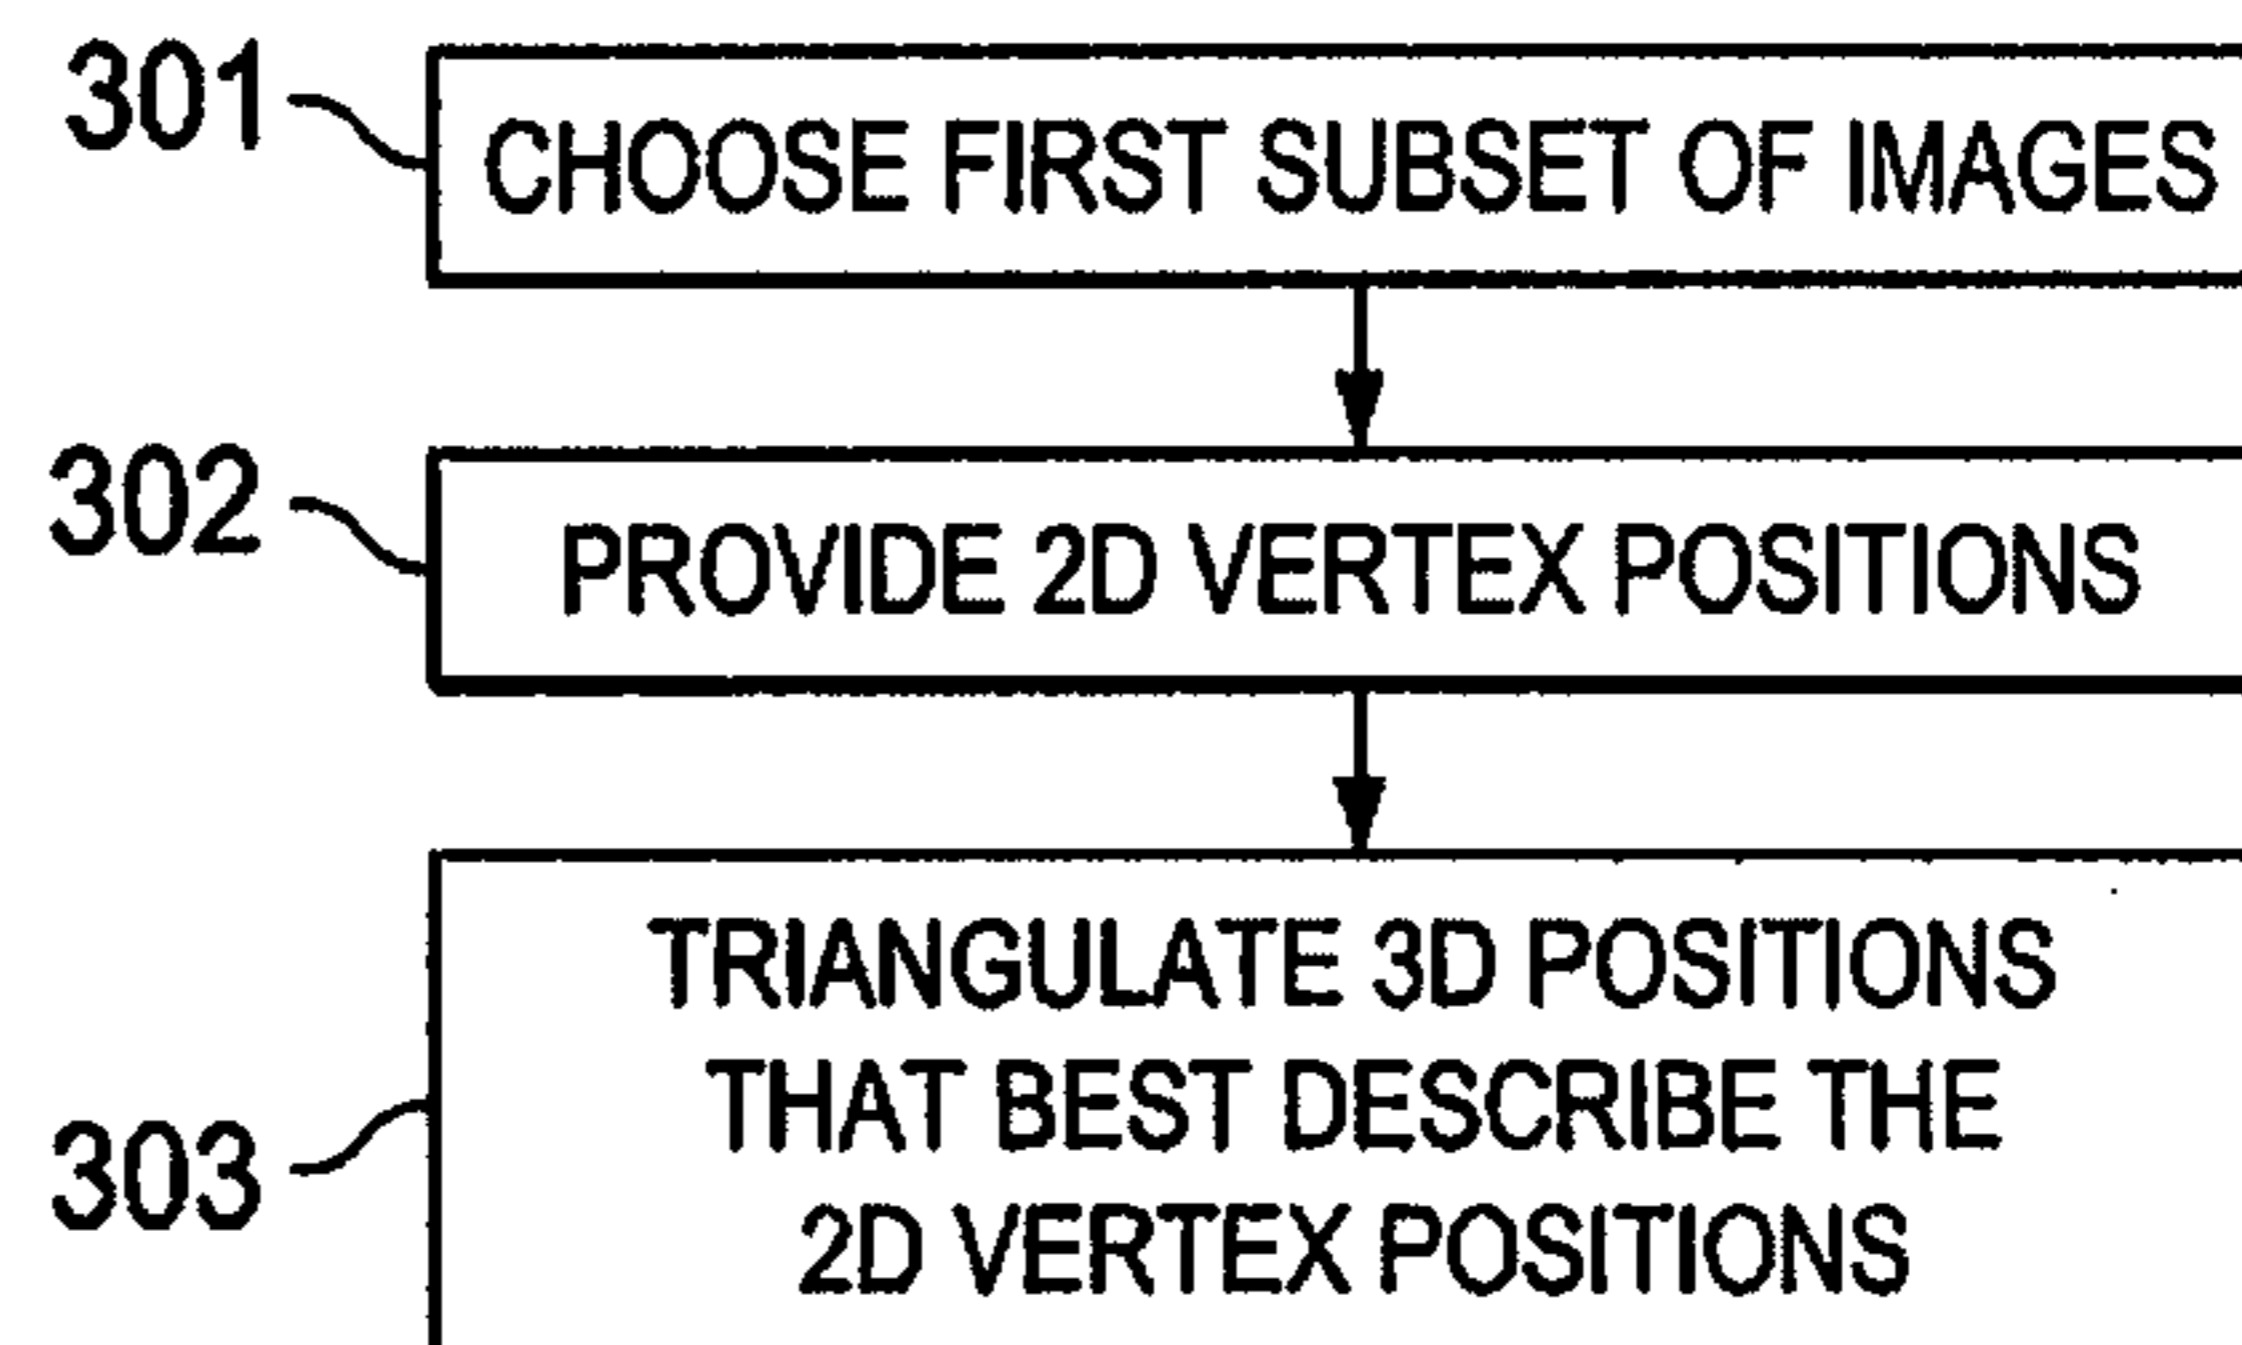 301
CHOOSE FIRST SUBSET OF IMAGES
302
PROVIDE 2D VERTEX POSITIONS
303
TRIANGULATE 3D POSITIONS
THAT BEST DESCRIBE THE
2D VERTEX POSITIONS